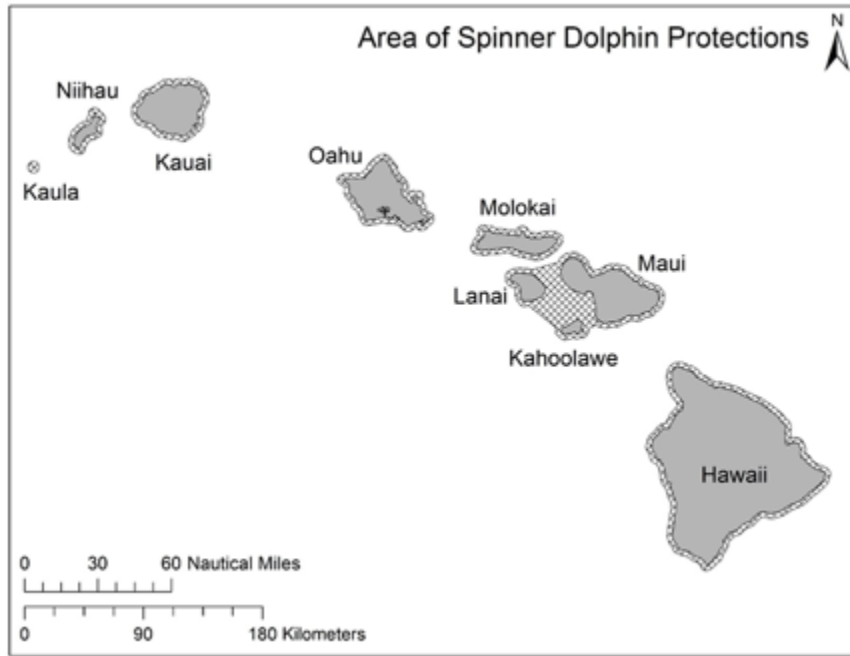 Area of Spinner Dolphin Protections
N
Niihau
Kauai
Kaula
Oahu
Molokai
Maui
Lanai
Kahoolawe
Hawaii
0 30 60 Nautical Miles
0 90 180 Kilometers